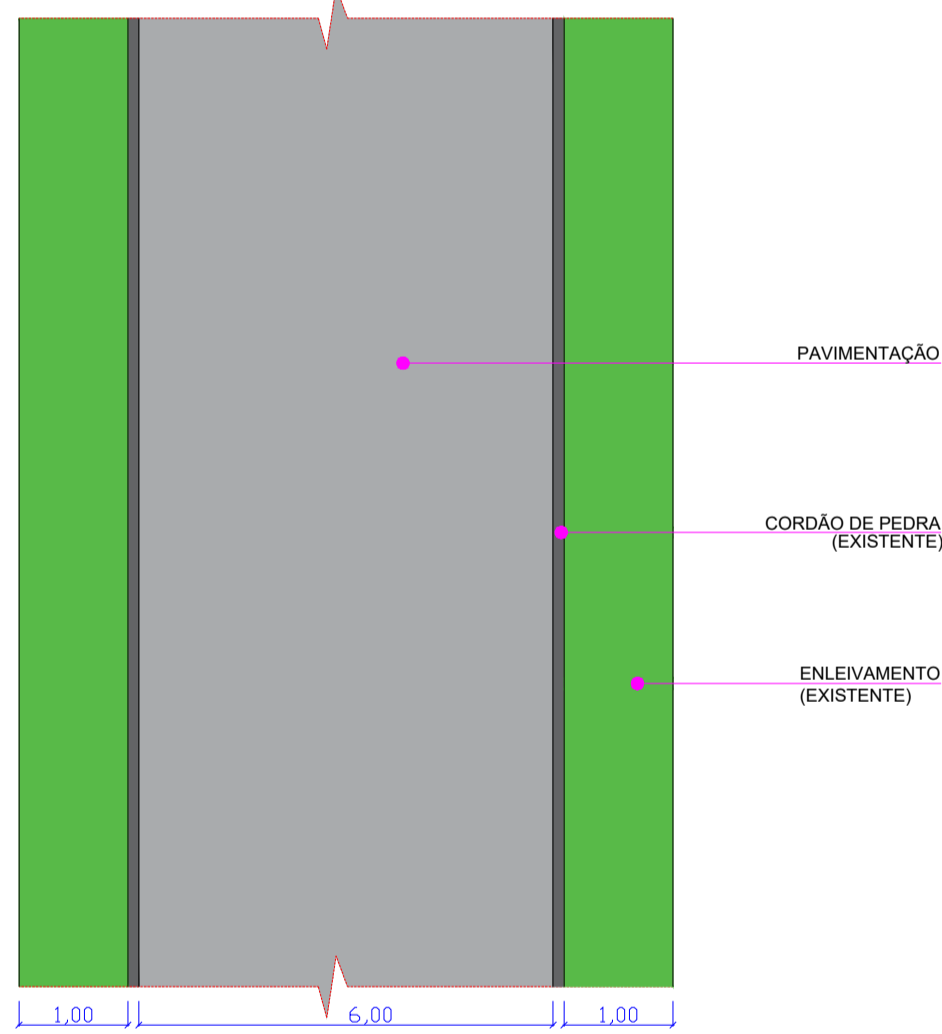 PAVIMENTAÇÃO
CORDÃO DE PEDRA
(EXISTENTE)
ENLEIVAMENTO
(EXISTENTE)
1,00
6,00
1,00